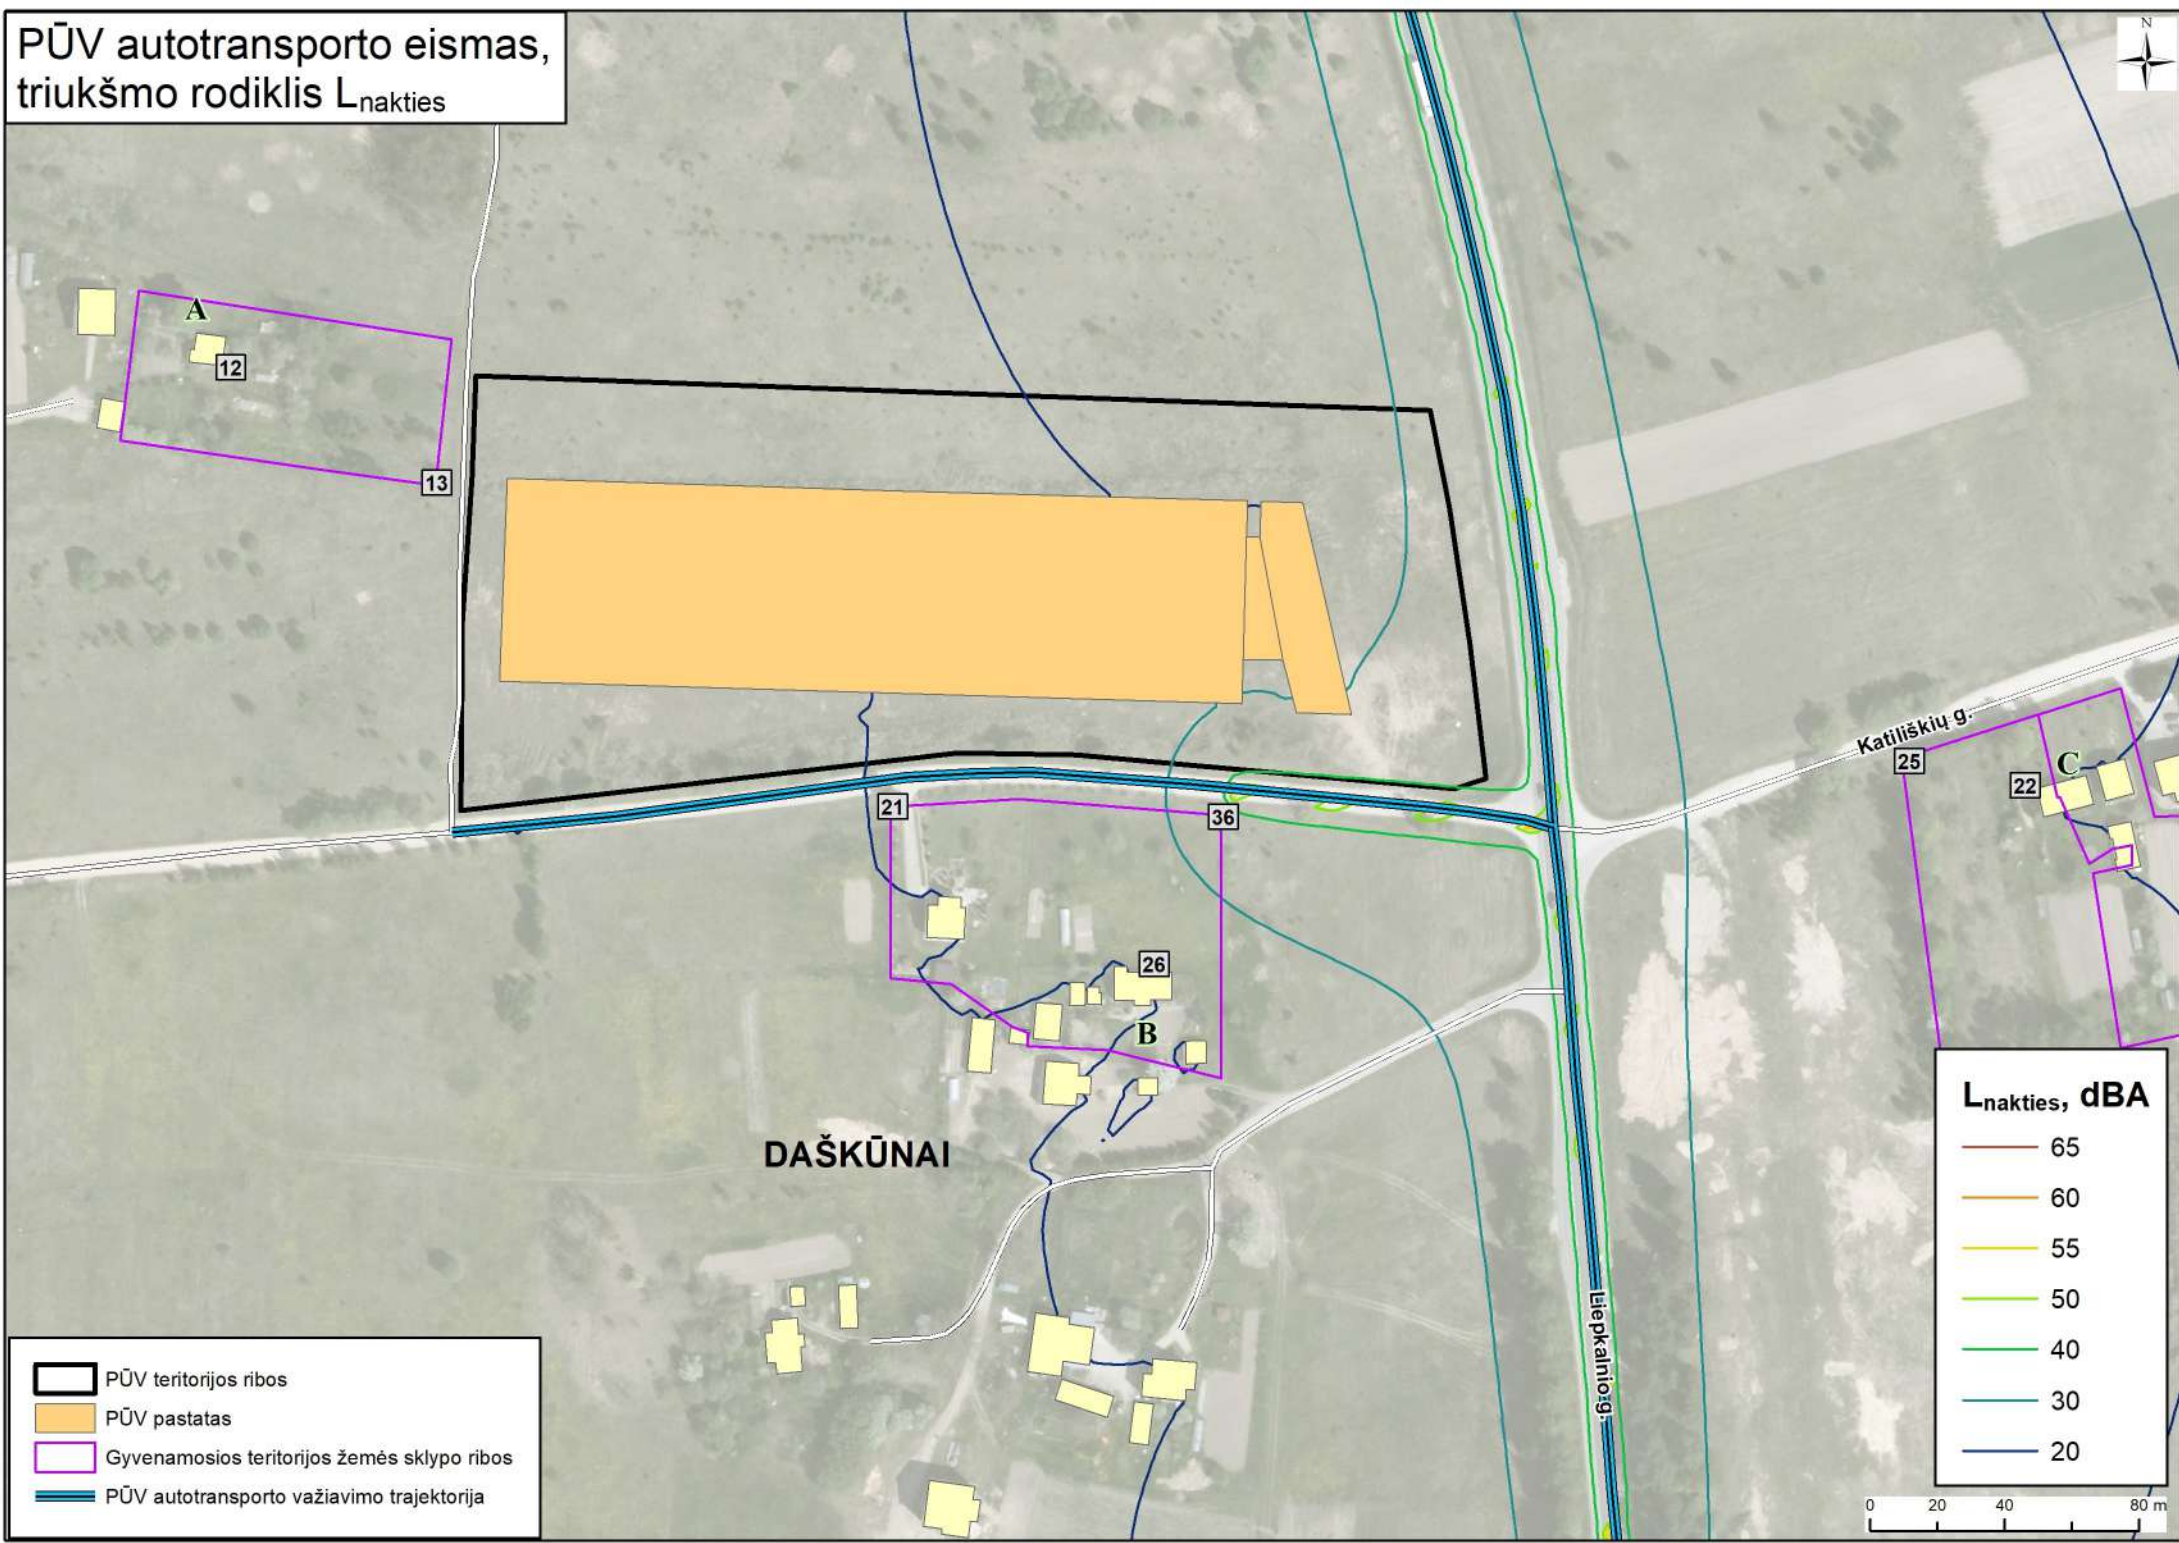 PŪV autotransporto eismas,
triukšmo rodiklis Lnakties
N
A
12
13
Katiliškių g.
25
22
C
21
36
26
B
DAŠKŪNAI
Liepkalnio g.
Lnakties, dBA
65
60
55
50
40
30
20
PŪV teritorijos ribos
PŪV pastatas
Gyvenamosios teritorijos žemės sklypo ribos
PŪV autotransporto važiavimo trajektorija
0 20 40 80 m